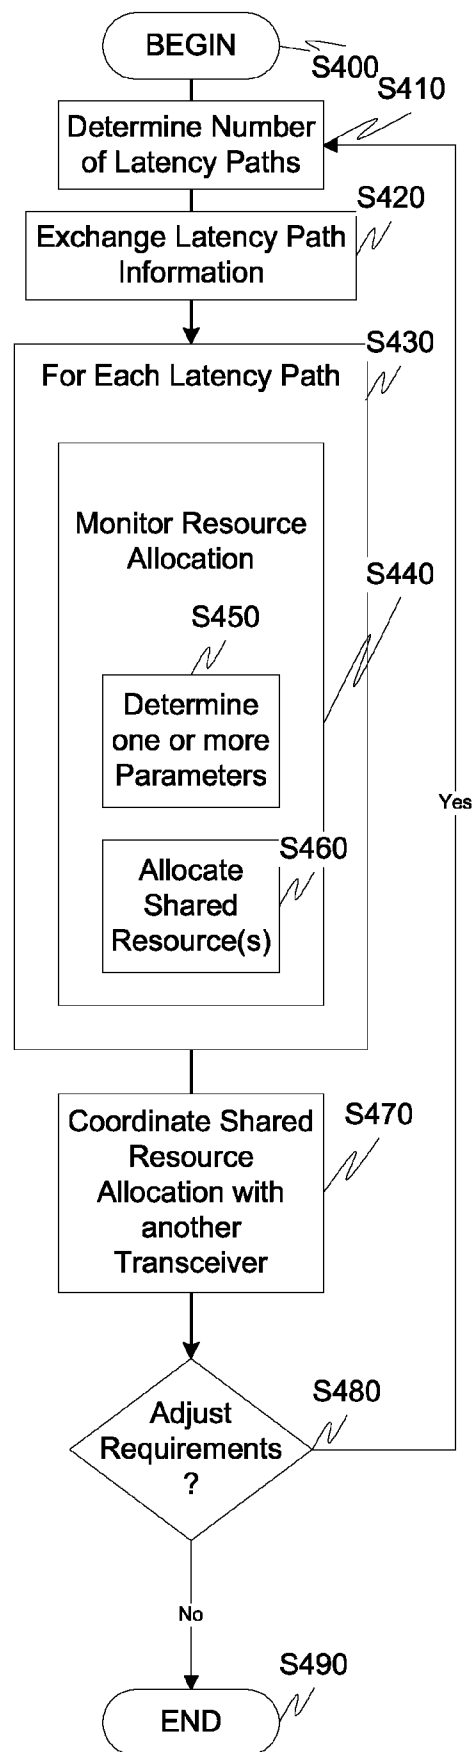 BEGIN
S400
S410
Determine Number
of Latency Paths
S420
Exchange Latency Path
Information
S430
For Each Latency Path
Monitor Resource
Allocation
S440
S450
Determine
one or more
Parameters
Yes
S460
Allocate
Shared
Resource(s)
S470
Coordinate Shared
Resource
Allocation with
another
Transceiver
S480
Adjust
Requirements
?
No
S490
END